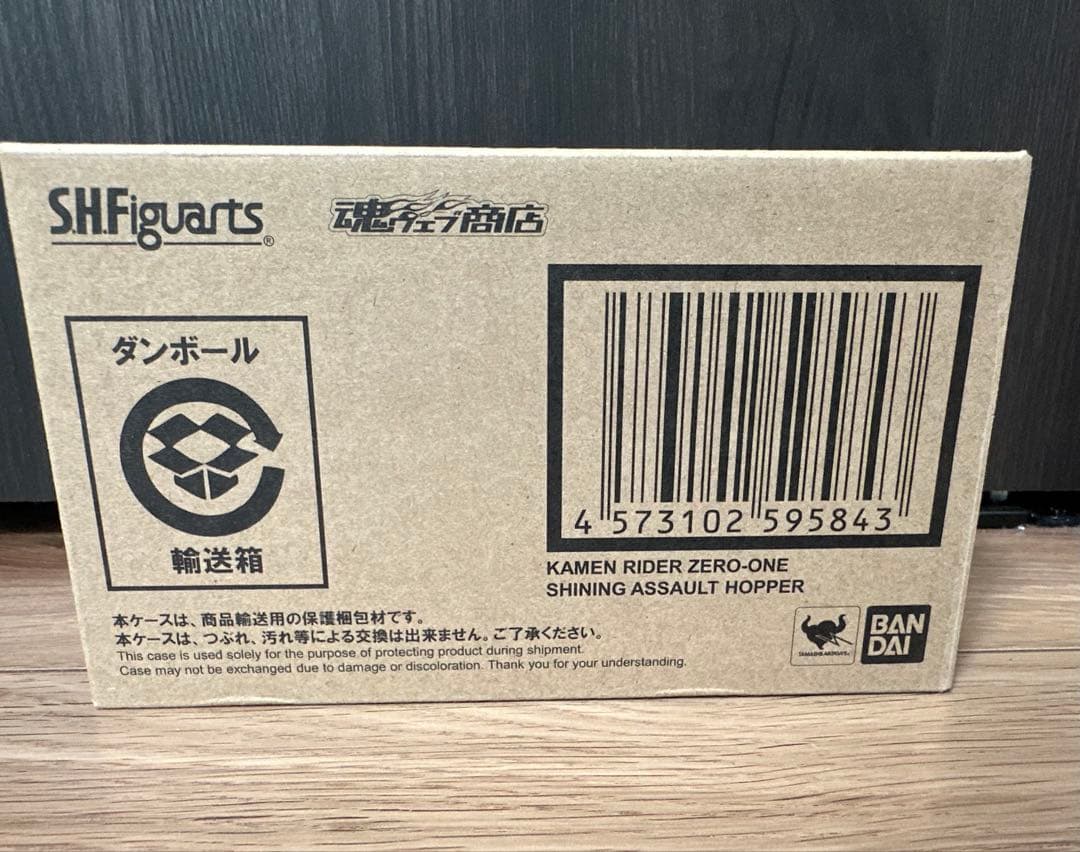 S.H.Figuarts®
魂ウェブ商店
ダンボール
輸送箱
4 573102 595843
KAMEN RIDER ZERO-ONE
SHINING ASSAULT HOPPER
本ケースは、商品輸送用の保護梱包材です。
本ケースは、つぶれ、汚れ等による交換は出来ません。ご了承ください。
This case is used solely for the purpose of protecting product during shipment.
Case may not be exchanged due to damage or discoloration. Thank you for your understanding.
TAMASHII NATIONS
BAN
DAI